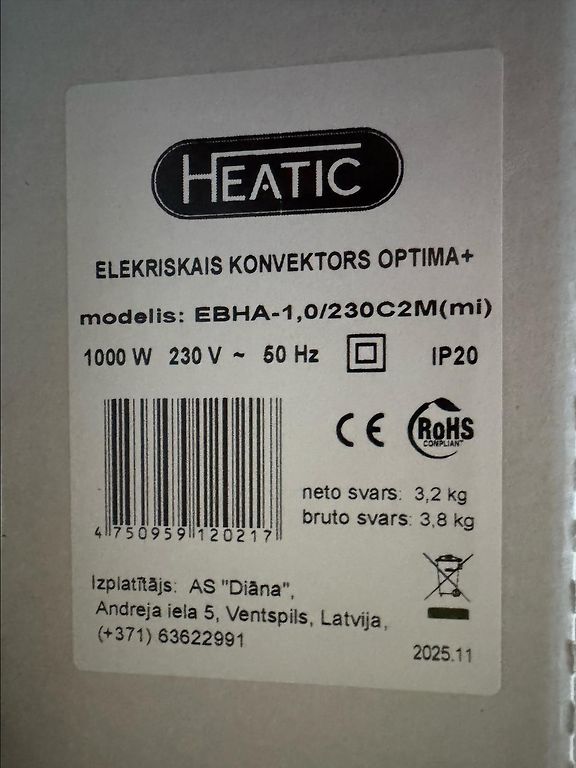 HEATIC
ELEKRISKAIS KONVEKTORS OPTIMA+
modelis: EBHA-1,0/230C2M(mi)
1000 W 230 V ~ 50 Hz IP20
CE RoHS
COMPLIANT
neto svars: 3,2 kg
bruto svars: 3,8 kg
4 750959 120217
Izplatītājs: AS "Diāna",
Andreja iela 5, Ventspils, Latvija,
(+371) 63622991
2025.11